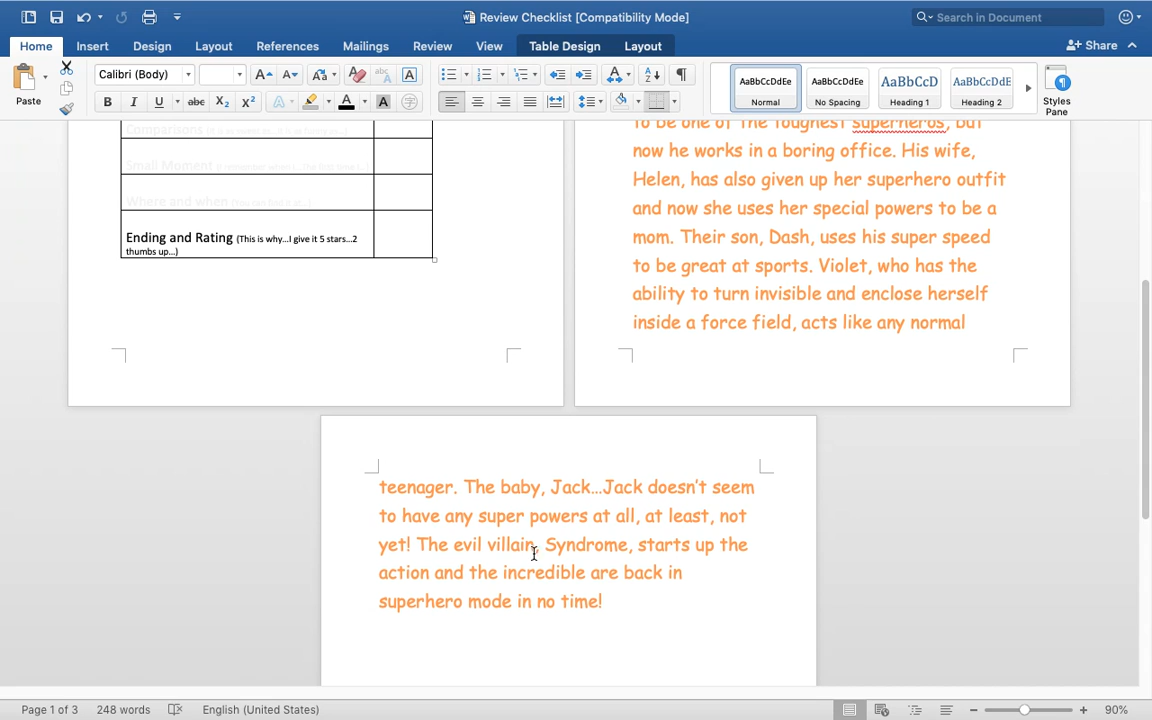 Review Checklist [Compatibility Mode]
Search in Document
Home
Insert
Design
Layout
References
Mailings
Review
View
Table Design
Layout
Share
Paste
Calibri (Body)
AaBbCcDdEe
Normal
AaBbCcDdEe
No Spacing
AaBbCcD
Heading 1
AaBbCcDdE
Heading 2
Styles
Pane
Comparisons
Small Moment
Where and when (You can find it at...)
Ending and Rating (This is why...I give it 5 stars...2
thumbs up...)
to be one of the toughest superheros, but
now he works in a boring office. His wife,
Helen, has also given up her superhero outfit
and now she uses her special powers to be a
mom. Their son, Dash, uses his super speed
to be great at sports. Violet, who has the
ability to turn invisible and enclose herself
inside a force field, acts like any normal
teenager. The baby, Jack...Jack doesn't seem
to have any super powers at all, at least, not
yet! The evil villain, Syndrome, starts up the
action and the incredible are back in
superhero mode in no time!
Page 1 of 3
248 words
English (United States)
90%